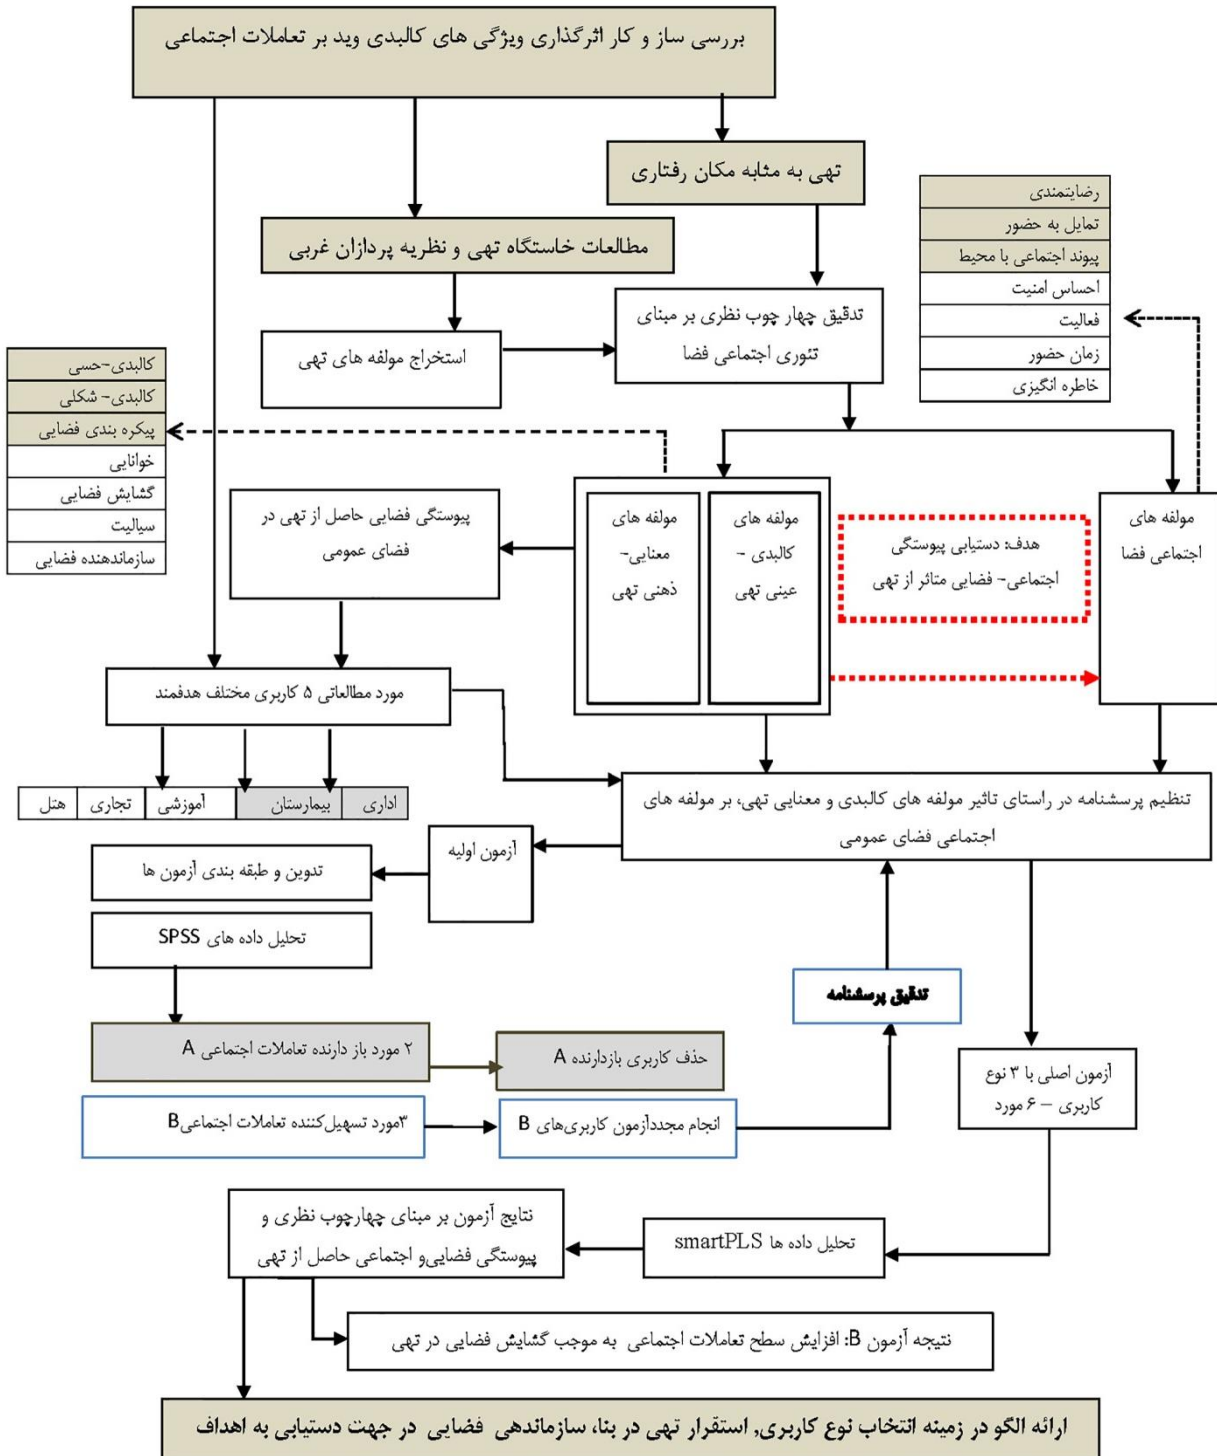 بررسی ساز و کار اثرگذاری ویژگی های کالبدی وید بر تعاملات اجتماعی
تهی به مثابه مکان رفتاری
مطالعات خاستگاه تهی و نظریه پردازان غربی
رضایتمندی
تمایل به حضور
پیوند اجتماعی با محیط
احساس امنیت
فعالیت
زمان حضور
خاطره انگیزی
تدقیق چهار چوب نظری بر مبنای
تئوری اجتماعی فضا
استخراج مولفه های تهی
کالبدی-حسی
کالبدی- شکلی
پیکره بندی فضایی
خوانایی
گشایش فضایی
سیالیت
سازماندهنده فضایی
مولفه های
اجتماعی فضا
هدف: دستیابی پیوستگی
اجتماعی- فضایی متاثر از تهی
مولفه های
کالبدی -
عینی تهی
مولفه های
معنایی-
ذهنی تهی
پیوستگی فضایی حاصل از تهی در
فضای عمومی
مورد مطالعاتی ۵ کاربری مختلف هدفمند
اداری
بیمارستان
آموزشی
تجاری
هتل
تنظیم پرسشنامه در راستای تاثیر مولفه های کالبدی و معنایی تهی، بر مولفه های
اجتماعی فضای عمومی
آزمون اولیه
تدوین و طبقه بندی آزمون ها
تحلیل داده های SPSS
تدقیق پرسشنامه
۲ مورد باز دارنده تعاملات اجتماعی A
حذف کاربری بازدارنده A
۳مورد تسهیل‌کننده تعاملات اجتماعیB
انجام مجددآزمون کاربری‌های B
آزمون اصلی با ۳ نوع
کاربری – ۶ مورد
تحلیل داده ها smartPLS
نتایج آزمون بر مبنای چهارچوب نظری و
پیوستگی فضایی‌و اجتماعی حاصل از تهی
نتیجه آزمون B: افزایش سطح تعاملات اجتماعی به موجب گشایش فضایی در تهی
ارائه الگو در زمینه انتخاب نوع کاربری, استقرار تهی در بنا، سازماندهی فضایی در جهت دستیابی به اهداف